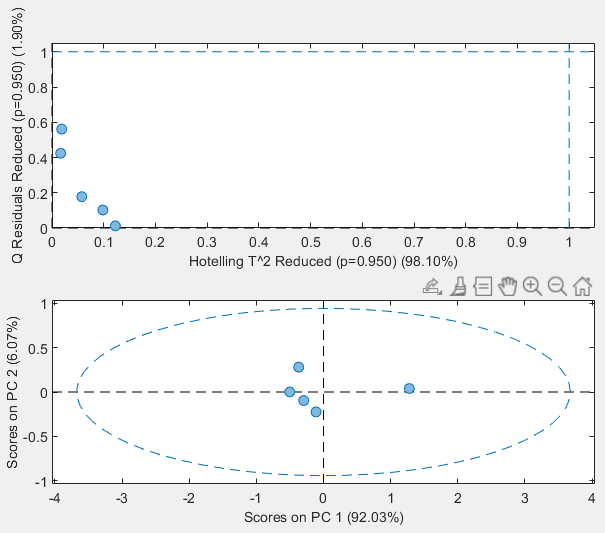 Q Residuals Reduced (p=0.950) (1.90%)
1
0.8
0.6
0.4
0.2
0
0 0.1 0.2 0.3 0.4 0.5 0.6 0.7 0.8 0.9 1
Hotelling T^2 Reduced (p=0.950) (98.10%)
Scores on PC 2 (6.07%)
1
0.5
0
-0.5
-1
-4 -3 -2 -1 0 1 2 3 4
Scores on PC 1 (92.03%)